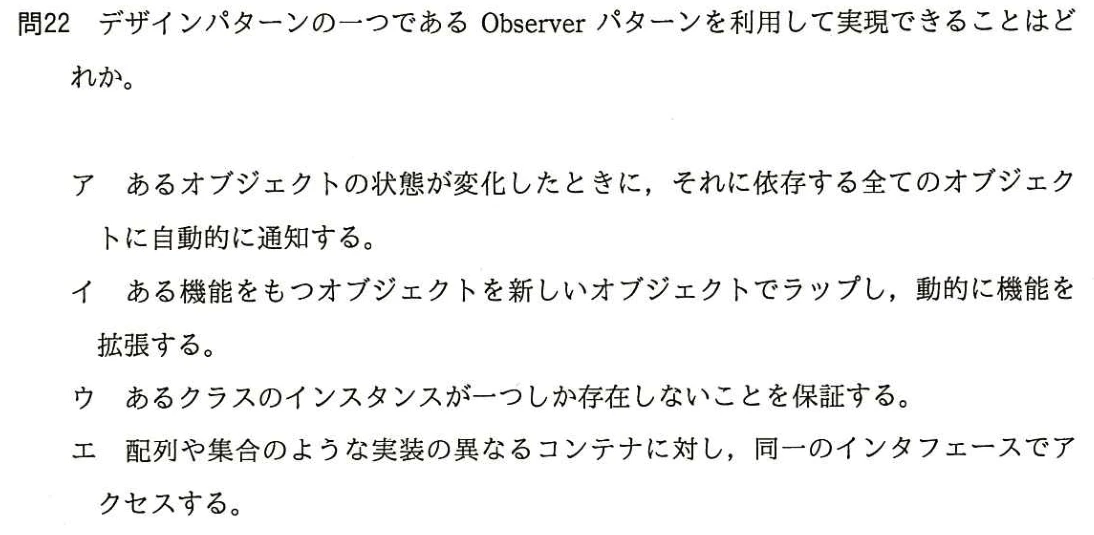 問22 デザインパターンの一つである Observer パターンを利用して実現できることはど
れか。
ア あるオブジェクトの状態が変化したときに，それに依存する全てのオブジェク
トに自動的に通知する。
イ ある機能をもつオブジェクトを新しいオブジェクトでラップし，動的に機能を
拡張する。
ウ あるクラスのインスタンスが一つしか存在しないことを保証する。
エ 配列や集合のような実装の異なるコンテナに対し，同一のインタフェースでア
クセスする。